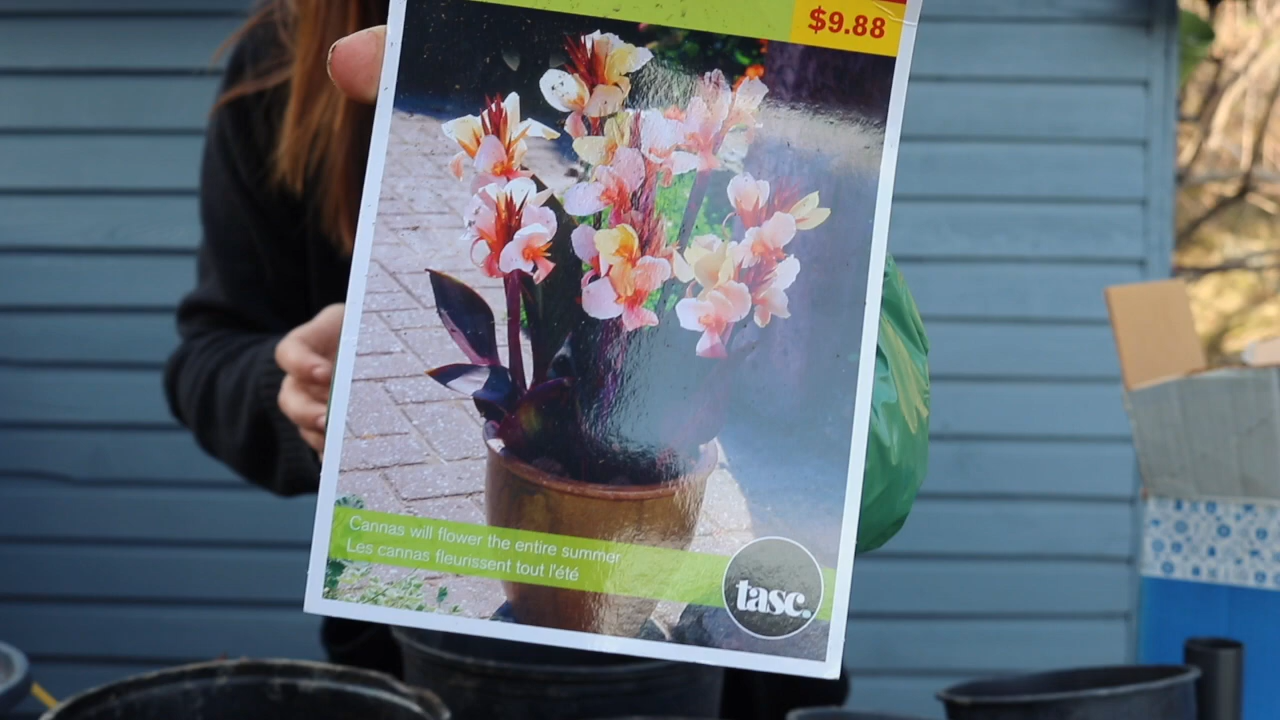 $9.88
Cannas will flower the entire summer
Les cannas fleurissent tout l'été
tasc.